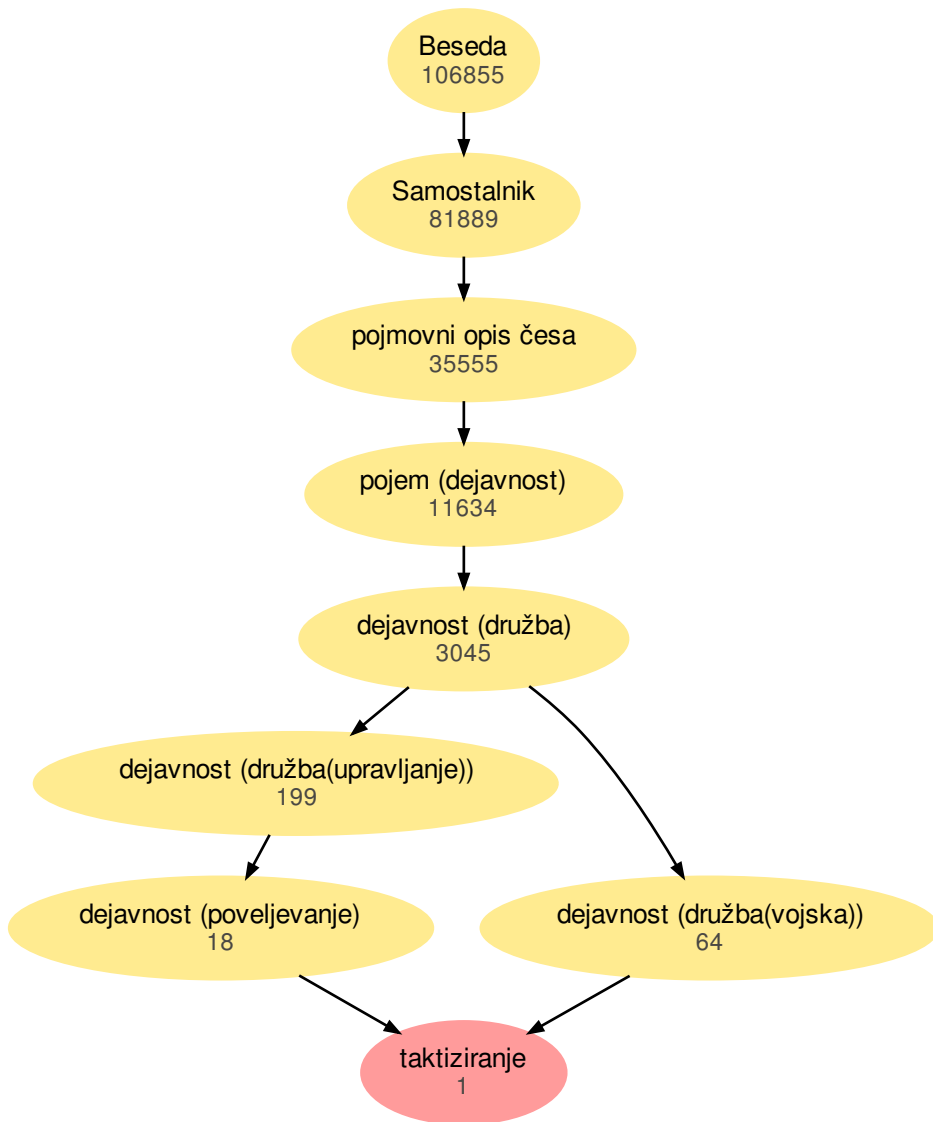 Beseda
106855
Samostalnik
81889
pojmovni opis česa
35555
pojem (dejavnost)
11634
dejavnost (družba)
3045
dejavnost (družba(upravljanje))
199
dejavnost (poveljevanje)
18
dejavnost (družba(vojska))
64
taktiziranje
1